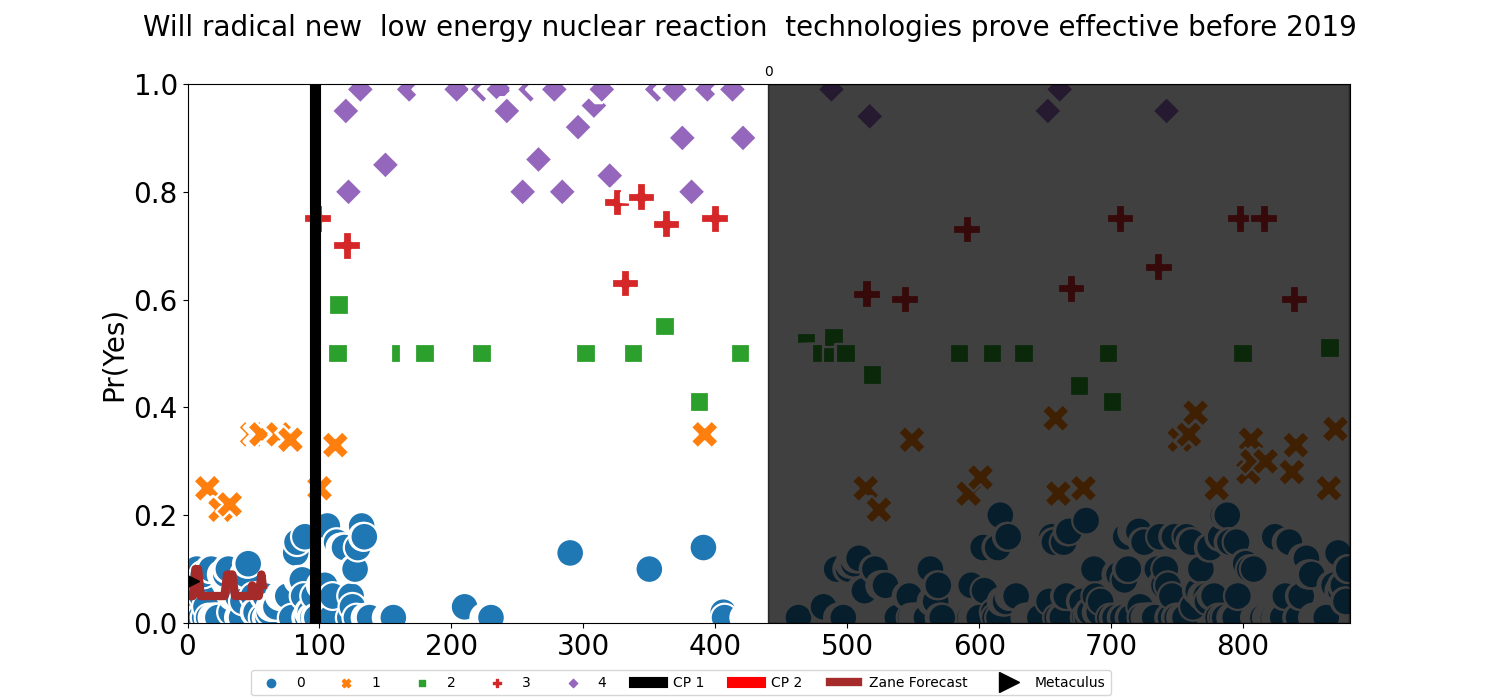 Will radical new  low energy nuclear reaction  technologies prove effective before 2019
0
1.0
0.8
0.6
0.4
0.2
0.0
Pr(Yes)
0 100 200 300 400 500 600 700 800
0 1 2 3 4 CP 1 CP 2 Zane Forecast Metaculus